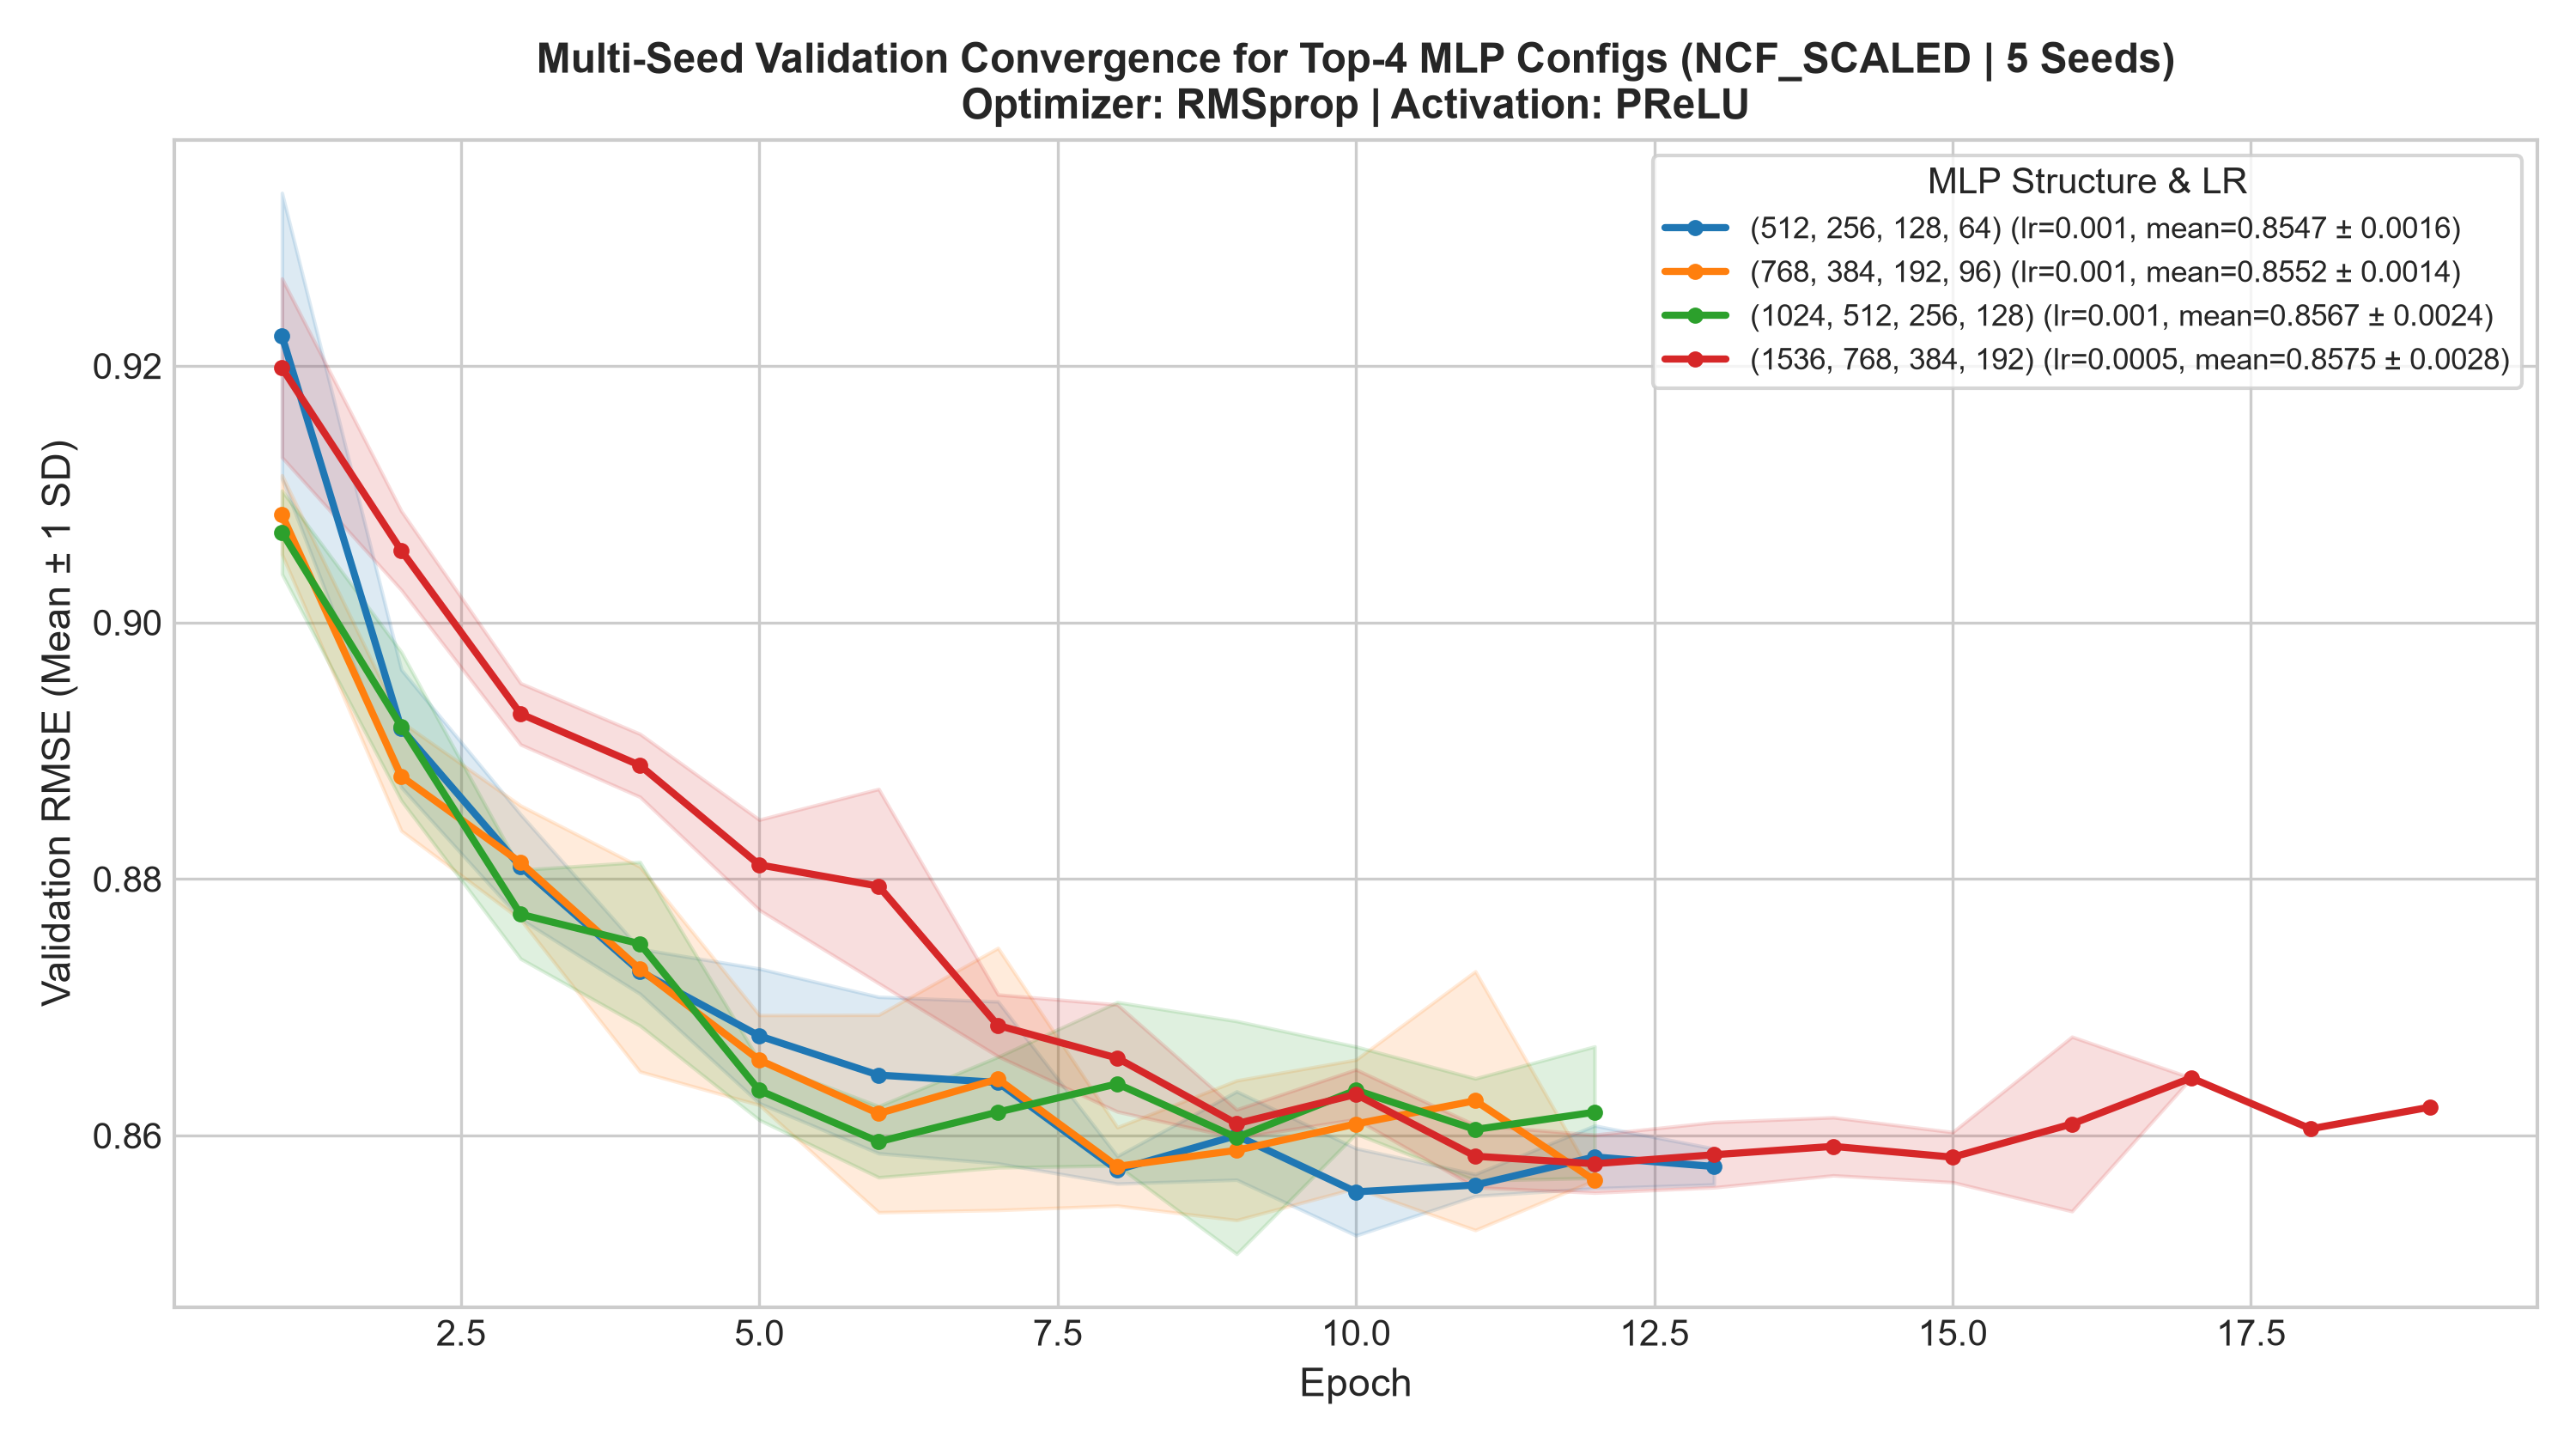 Multi-Seed Validation Convergence for Top-4 MLP Configs (NCF_SCALED | 5 Seeds)
Optimizer: RMSprop | Activation: PReLU
MLP Structure & LR
(512, 256, 128, 64) (lr=0.001, mean=0.8547 ± 0.0016)
(768, 384, 192, 96) (lr=0.001, mean=0.8552 ± 0.0014)
(1024, 512, 256, 128) (lr=0.001, mean=0.8567 ± 0.0024)
(1536, 768, 384, 192) (lr=0.0005, mean=0.8575 ± 0.0028)
Validation RMSE (Mean ± 1 SD)
0.92
0.90
0.88
0.86
2.5 5.0 7.5 10.0 12.5 15.0 17.5
Epoch